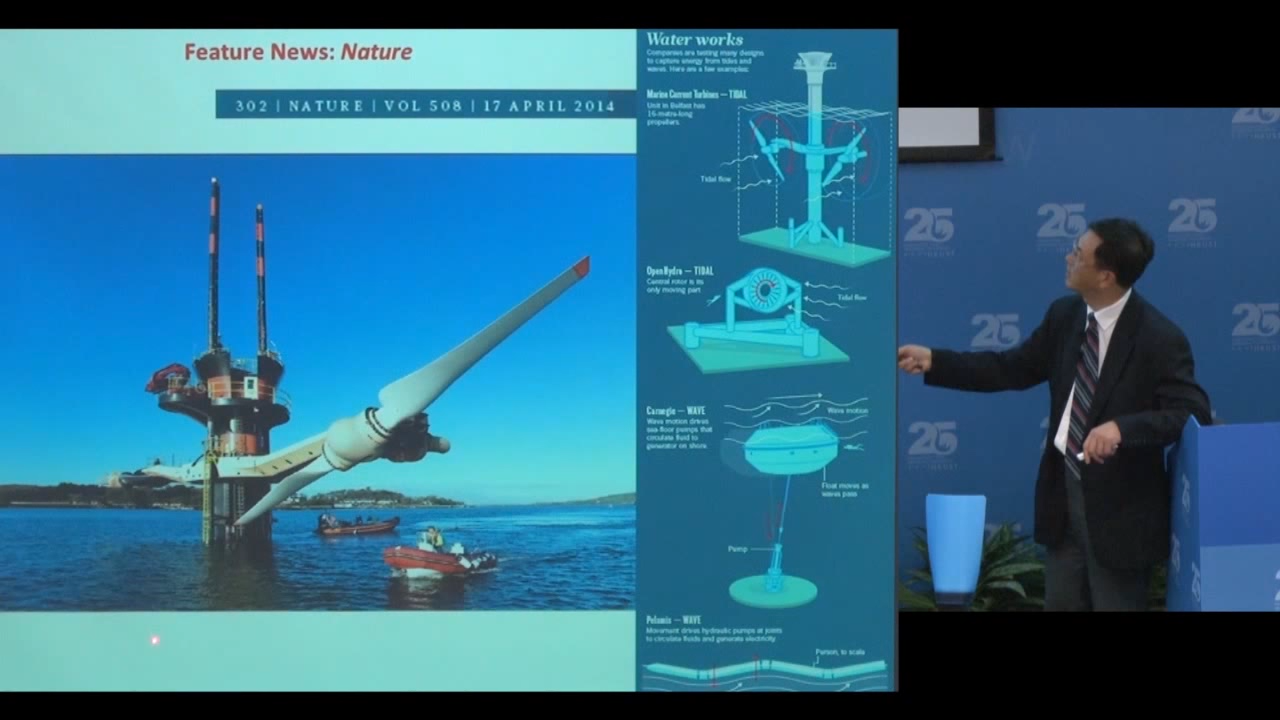 Feature News: Nature
302 | NATURE | VOL 508 | 17 APRIL 2014
Water works
Companies are testing many designs
to capture energy from tides and
waves. Here are a few examples:
Marine Current Turbines — TIDAL
Unit in Belfast has
16-metre-long
propellers.
Tidal flow
OpenHydro — TIDAL
Central rotor is its
only moving part
Tidal flow
Carnegie — WAVE
Wave motion drives
sea-floor pumps that
circulate fluid to
generator on shore.
Wave motion
Float moves as
waves pass
Pump
Pelamis — WAVE
Movement drives hydraulic pumps at joints
to circulate fluids and generate electricity.
Person, to scale
25
25
25
25
25
25
25